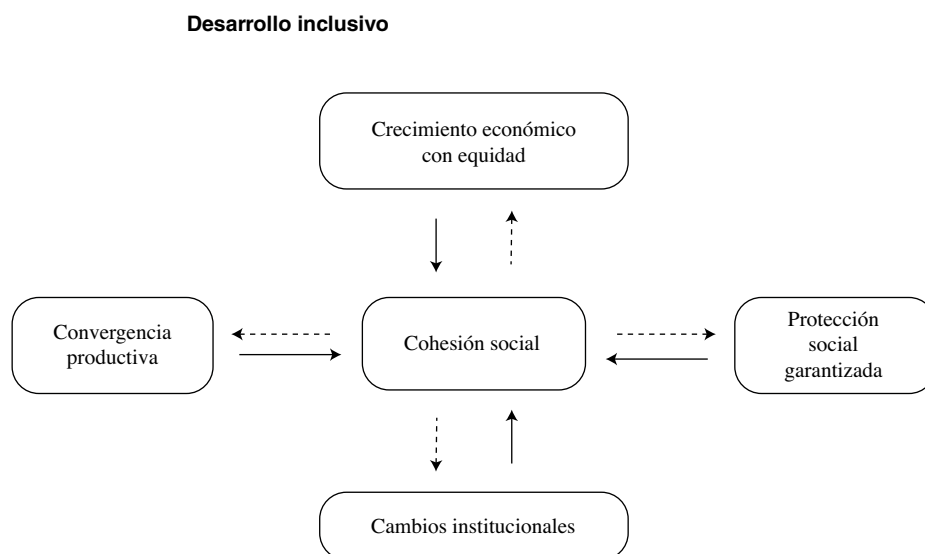 Desarrollo inclusivo
Crecimiento económico
con equidad
Convergencia
productiva
Cohesión social
Protección
social
garantizada
Cambios institucionales